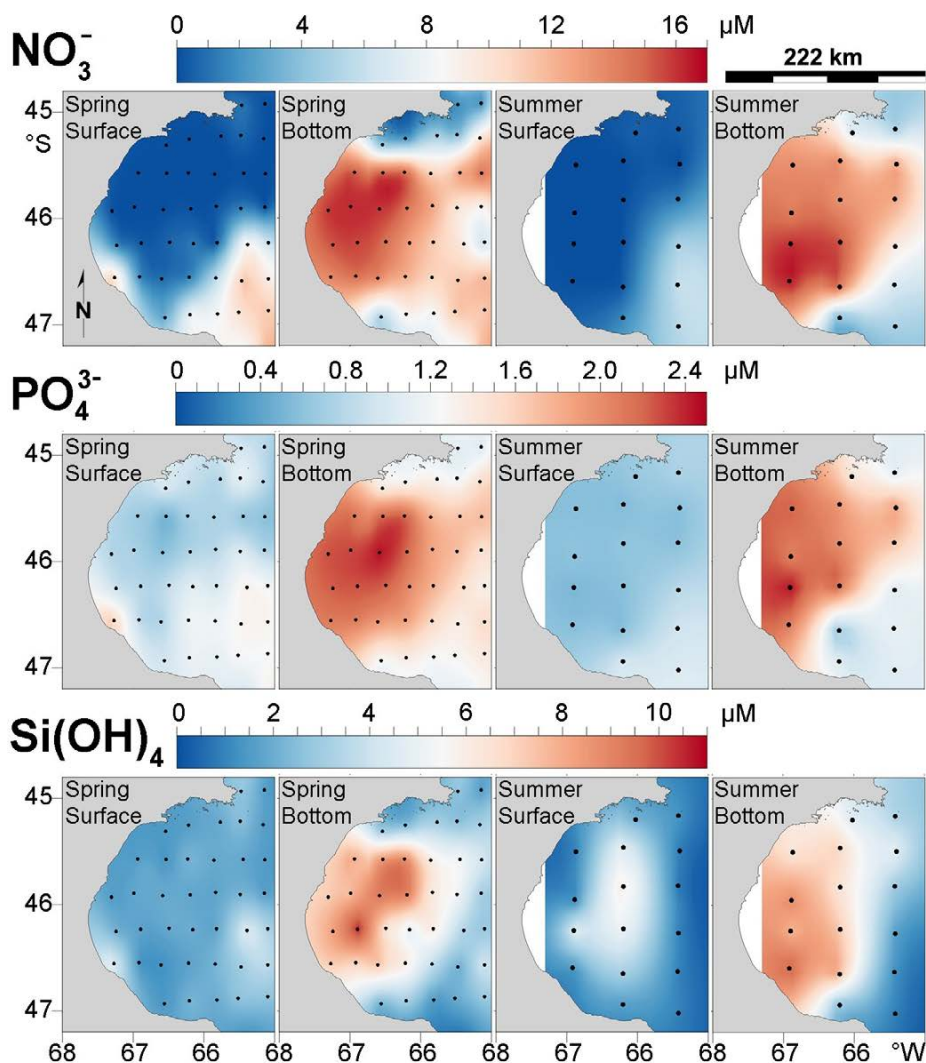 NO₃⁻ 0 4 8 12 16 µM
222 km
45 Spring Surface Spring Bottom Summer Surface Summer Bottom
°S
46
N
47
PO₄³⁻ 0 0.4 0.8 1.2 1.6 2.0 2.4 µM
45 Spring Surface Spring Bottom Summer Surface Summer Bottom
46
47
Si(OH)₄ 0 2 4 6 8 10 µM
45 Spring Surface Spring Bottom Summer Surface Summer Bottom
46
47
68 67 66 68 67 66 68 67 66 68 67 66 °W